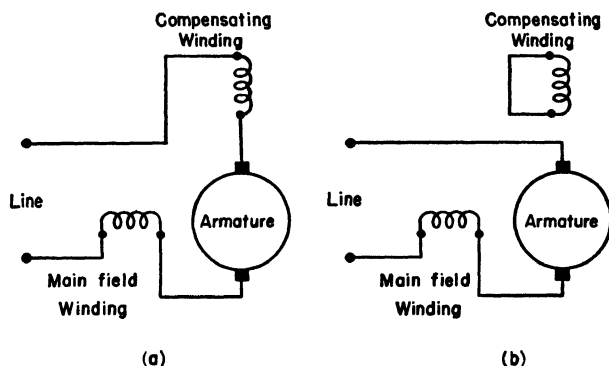 Compensating
Winding
Line
Armature
Main field
Winding
(a)
Compensating
Winding
Line
Armature
Main field
Winding
(b)